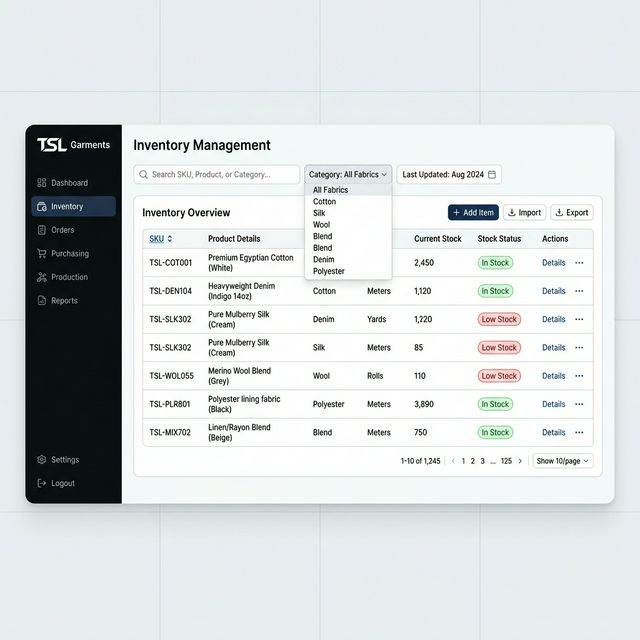 TSL Garments
Dashboard
Inventory
Orders
Purchasing
Production
Reports
Settings
Logout
Inventory Management
Search SKU, Product, or Category...
Category: All Fabrics
Last Updated: Aug 2024
All Fabrics
Cotton
Silk
Wool
Blend
Blend
Denim
Polyester
Inventory Overview
+ Add Item
Import
Export
SKU Product Details Current Stock Stock Status Actions
TSL-COT001 Premium Egyptian Cotton (White) 2,450 In Stock Details ...
TSL-DEN104 Heavyweight Denim (Indigo 14oz) Cotton Meters 1,120 In Stock Details ...
TSL-SLK302 Pure Mulberry Silk (Cream) Denim Yards 1,220 Low Stock Details ...
TSL-SLK302 Pure Mulberry Silk (Cream) Silk Meters 85 Low Stock Details ...
TSL-WOL055 Merino Wool Blend (Grey) Wool Rolls 110 Low Stock Details ...
TSL-PLR801 Polyester lining fabric (Black) Polyester Meters 3,890 In Stock Details ...
TSL-MIX702 Linen/Rayon Blend (Beige) Blend Meters 750 In Stock Details ...
1-10 of 1,245 < 1 2 3 ... 125 > Show 10/page